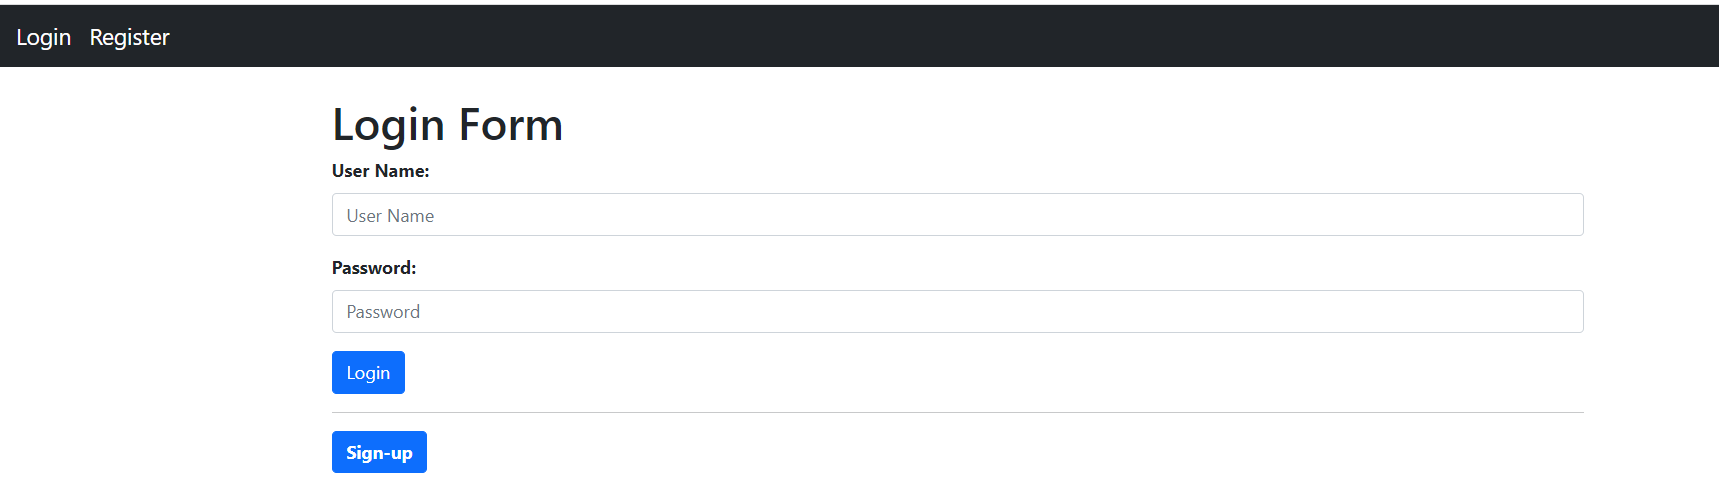 Login Register
Login Form
User Name:
User Name
Password:
Password
Login
Sign-up